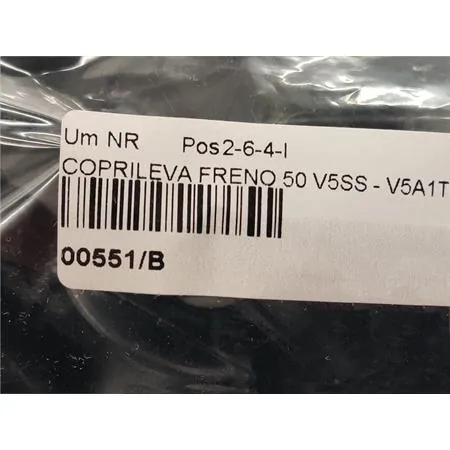 Um NR Pos2-6-4-I
COPRILEVA FRENO 50 V5SS - V5A1T
00551/B